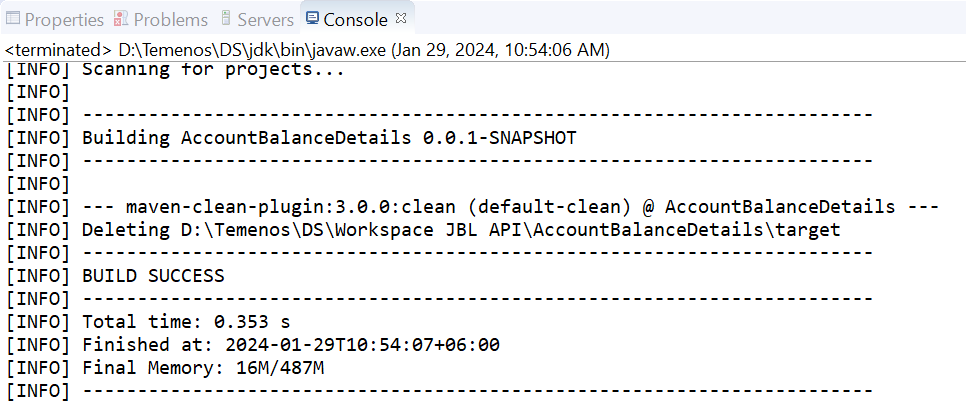 Properties Problems Servers Console
<terminated> D:\Temenos\DS\jdk\bin\javaw.exe (Jan 29, 2024, 10:54:06 AM)
[INFO] Scanning for projects...
[INFO]
[INFO] ------------------------------------------------------------------------
[INFO] Building AccountBalanceDetails 0.0.1-SNAPSHOT
[INFO] ------------------------------------------------------------------------
[INFO]
[INFO] --- maven-clean-plugin:3.0.0:clean (default-clean) @ AccountBalanceDetails ---
[INFO] Deleting D:\Temenos\DS\Workspace JBL API\AccountBalanceDetails\target
[INFO] ------------------------------------------------------------------------
[INFO] BUILD SUCCESS
[INFO] ------------------------------------------------------------------------
[INFO] Total time: 0.353 s
[INFO] Finished at: 2024-01-29T10:54:07+06:00
[INFO] Final Memory: 16M/487M
[INFO] ------------------------------------------------------------------------